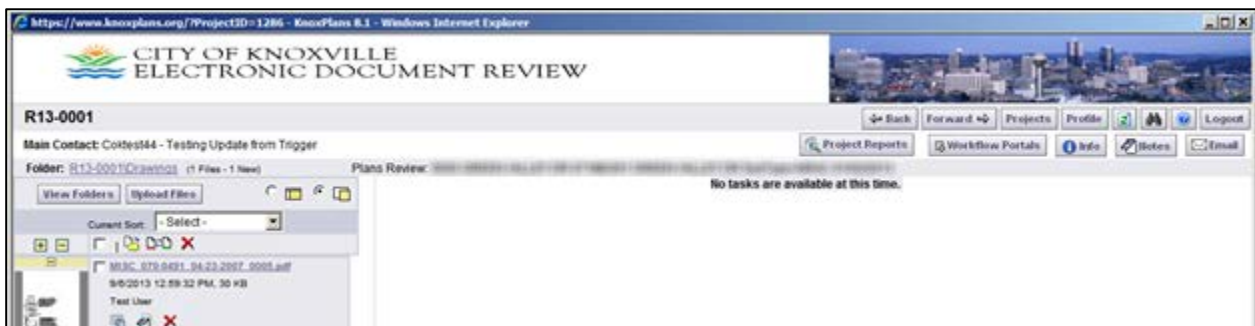 https://www.knoxplans.org/?ProjectID=1286 - KnoxPlans 8.1 - Windows Internet Explorer
CITY OF KNOXVILLE
ELECTRONIC DOCUMENT REVIEW
R13-0001
Back Forward Projects Profile Logout
Main Contact: Coktest44 - Testing Update from Trigger
Project Reports Workflow Portals Info Notes Email
Folder: R13-0001\Drawings (1 Files - 1 New) Plans Review:
No tasks are available at this time.
View Folders Upload Files
Current Sort: - Select -
MISC_079-0491_04-23-2007_0005.pdf
9/6/2013 12:59:32 PM, 30 KB
Test User